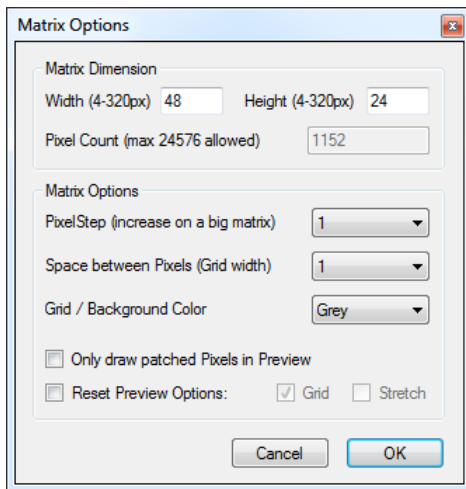 Matrix Options
Matrix Dimension
Width (4-320px) 48 Height (4-320px) 24
Pixel Count (max 24576 allowed) 1152
Matrix Options
PixelStep (increase on a big matrix) 1
Space between Pixels (Grid width) 1
Grid / Background Color Grey
Only draw patched Pixels in Preview
Reset Preview Options: Grid Stretch
Cancel OK